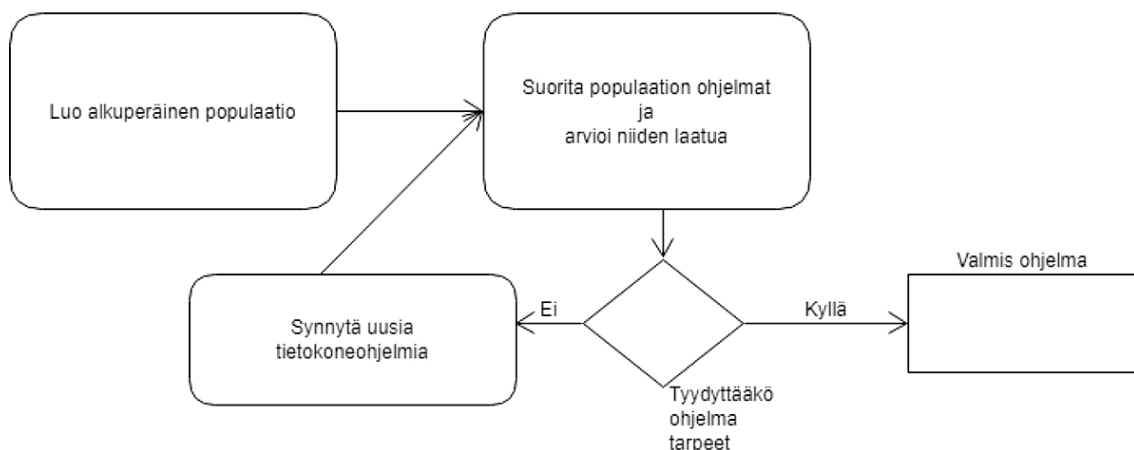 Luo alkuperäinen populaatio
Suorita populaation ohjelmat
ja
arvioi niiden laatua
Valmis ohjelma
Ei
Kyllä
Synnytä uusia
tietokoneohjelmia
Tyydyttääkö
ohjelma
tarpeet